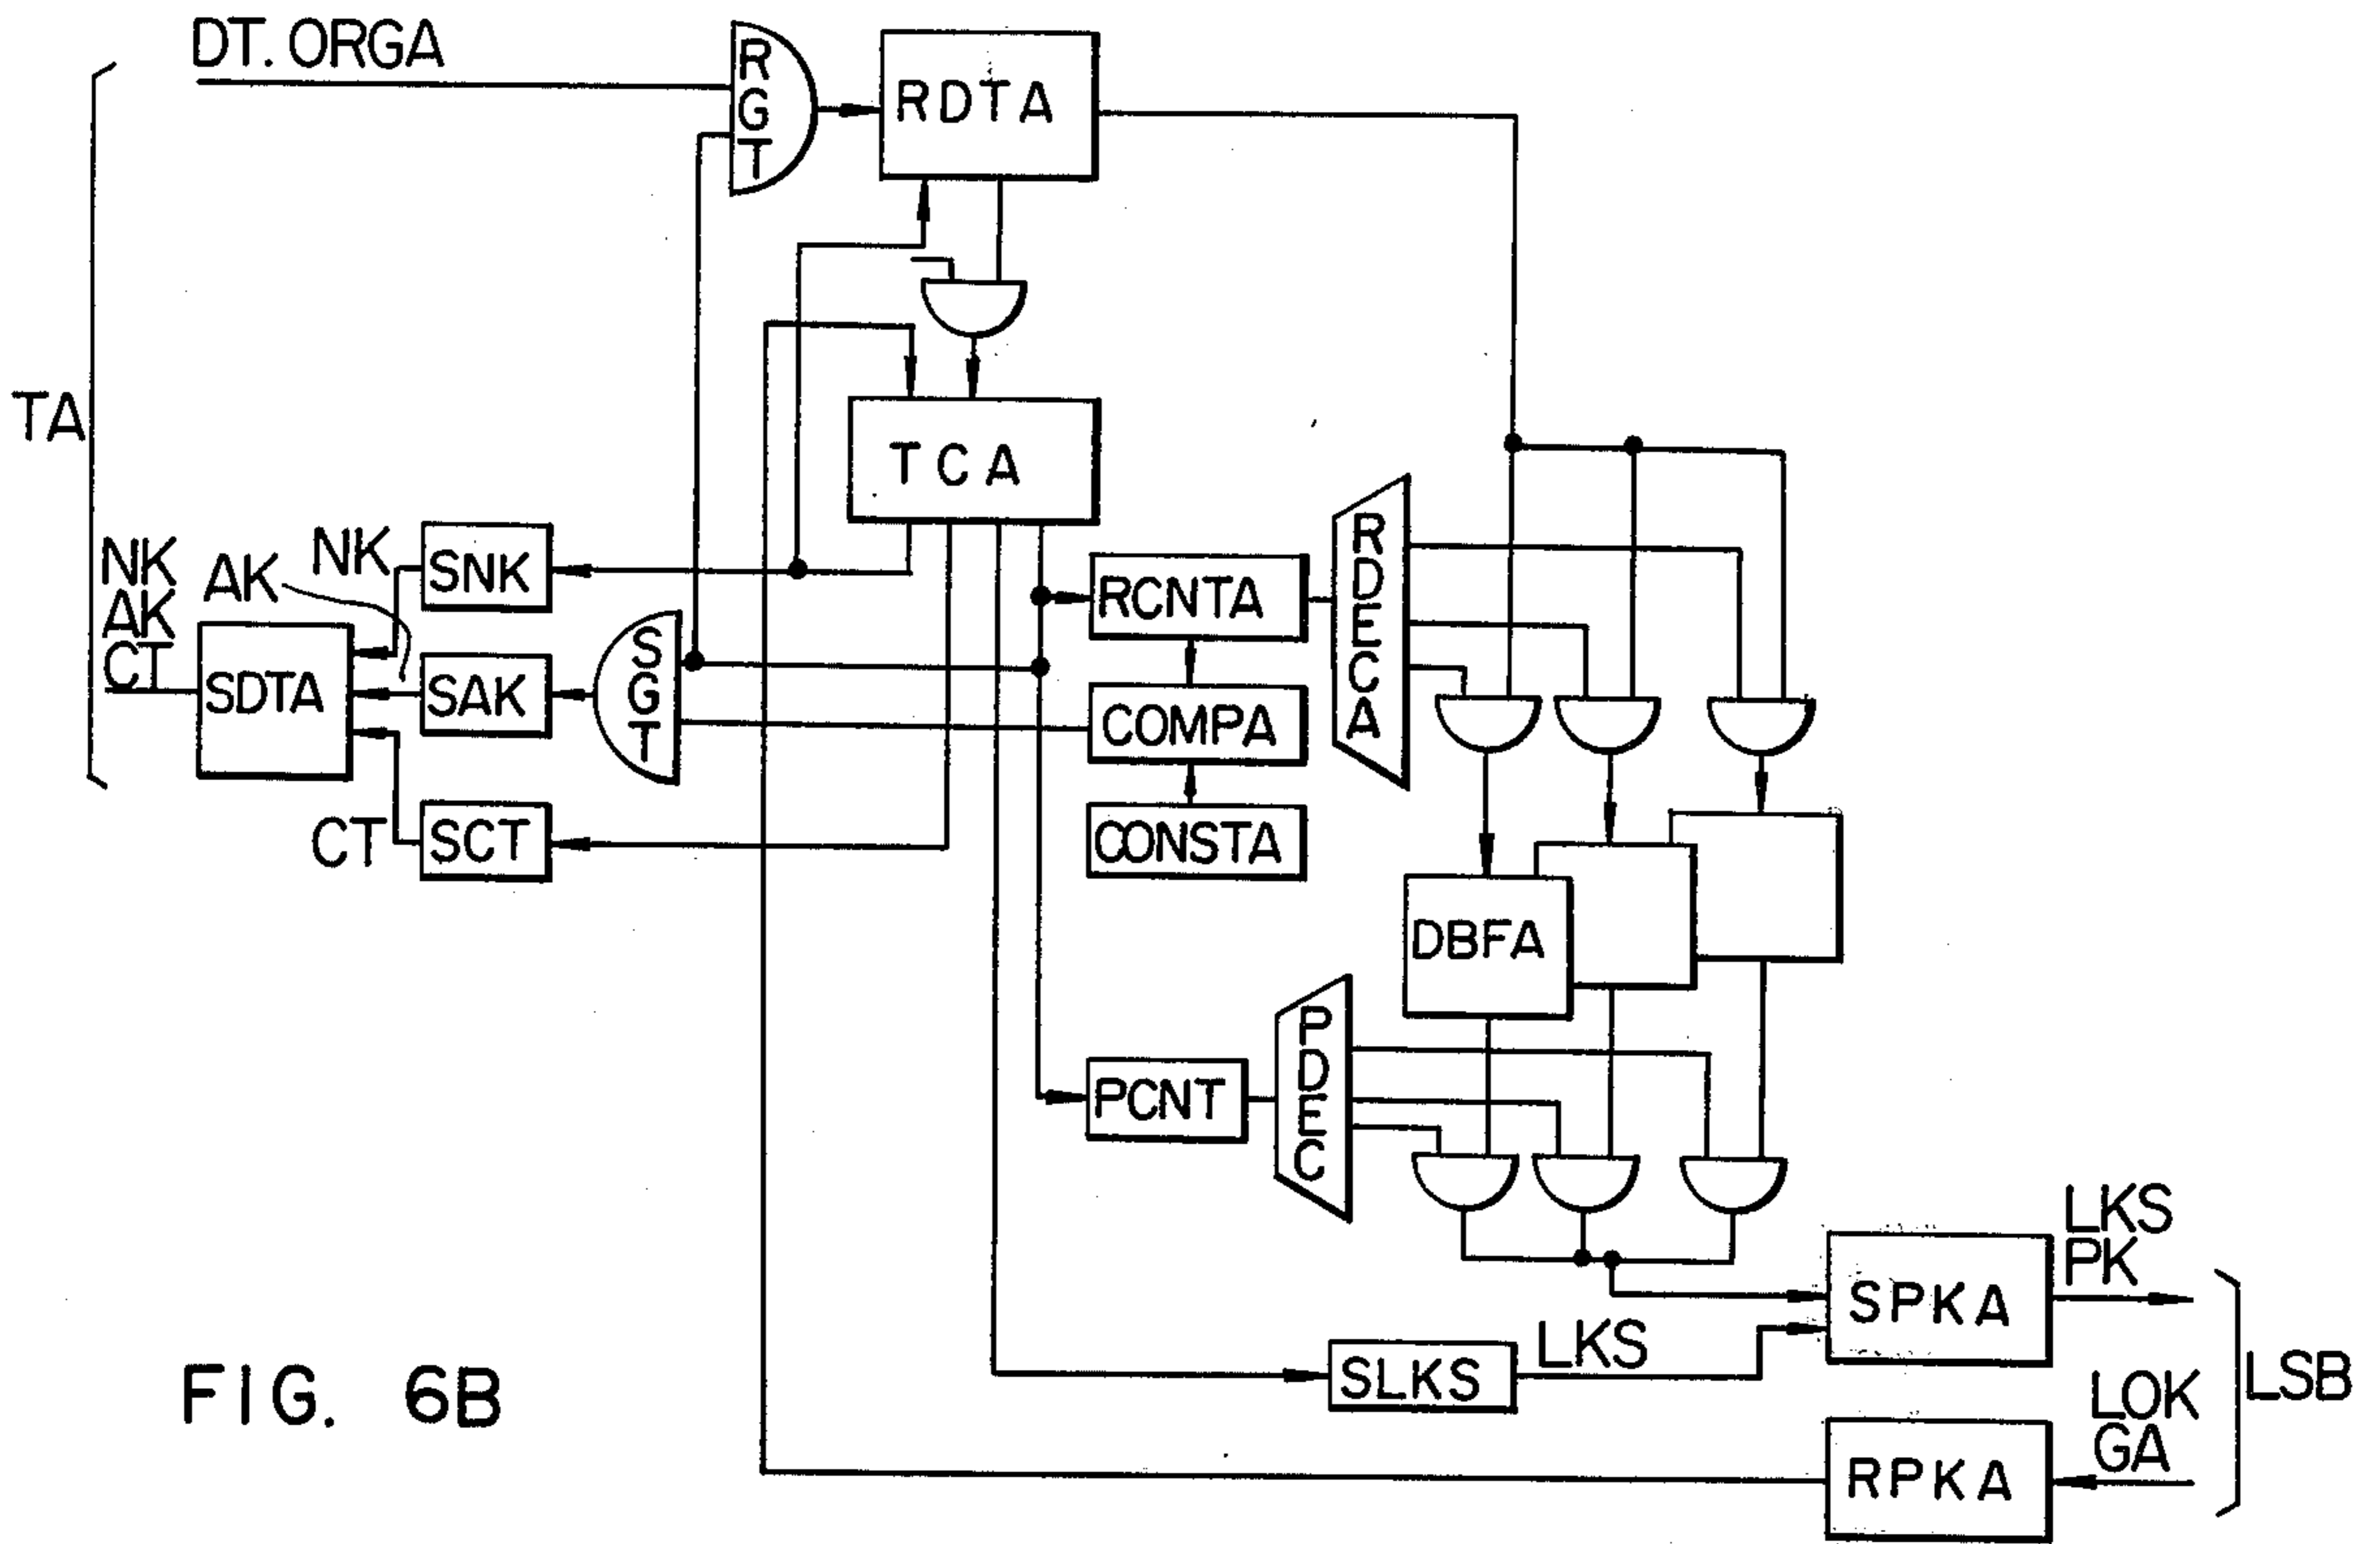 DT. ORGA
RGT
RDTA
TA
TCA
NK
AK
CT
AK
NK
SNK
SDTA
SAK
SGT
CT
SCT
RCNTA
COMPA
CONSTA
RDECA
DBFA
PCNT
PDEC
SPKA
LKS
PK
SLKS
LKS
LSB
LOK
GA
RPKA
FIG. 6B